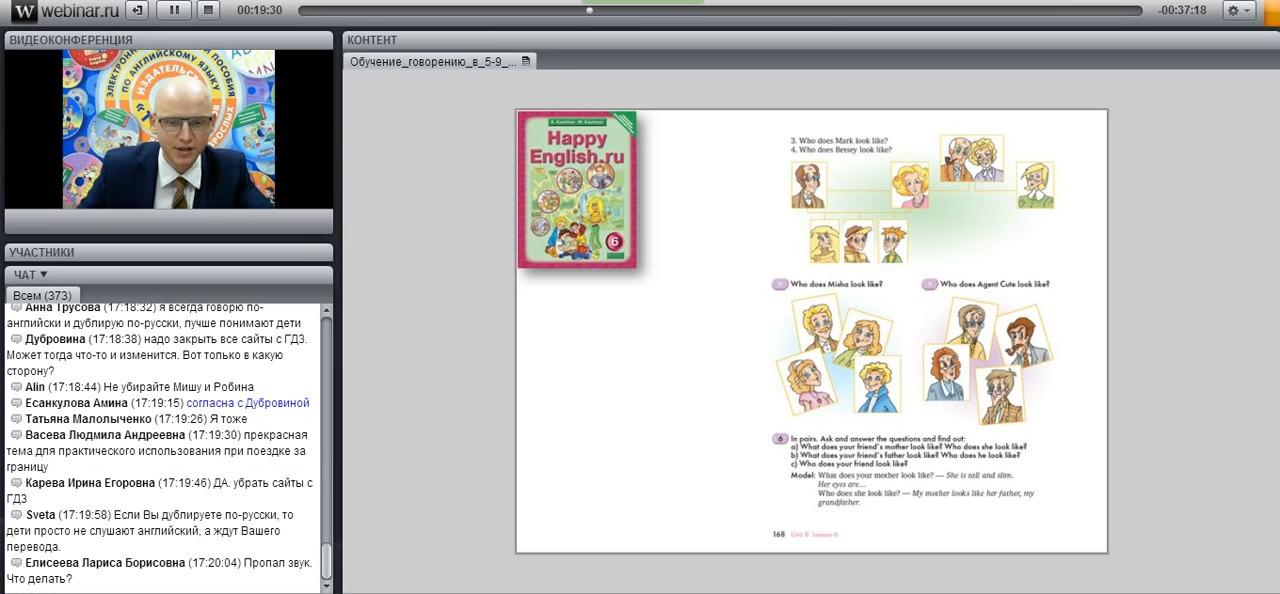 webinar.ru
00:19:30
-00:37:18
ВИДЕОКОНФЕРЕНЦИЯ
ЭЛЕКТРОННЫЕ
ПОСОБИЯ
ПО АНГЛИЙСКОМУ ЯЗЫКУ
УЧАСТНИКИ
ЧАТ
Всем (373)
Анна Трусова (17:18:32) я всегда говорю по-
английски и дублирую по-русски, лучше понимают дети
Дубровина (17:18:38) надо закрыть все сайты с ГДЗ.
Может тогда что-то и изменится. Вот только в какую
сторону?
Alin (17:18:44) Не убирайте Мишу и Робина
Есанкулова Амина (17:19:15) согласна с Дубровиной
Татьяна Малолыченко (17:19:26) Я тоже
Васева Людмила Андреевна (17:19:30) прекрасная
тема для практического использования при поездке за
границу
Карева Ирина Егоровна (17:19:46) ДА. убрать сайты с
ГДЗ
Sveta (17:19:58) Если Вы дублируете по-русски, то
дети просто не слушают английский, а ждут Вашего
перевода.
Елисеева Лариса Борисовна (17:20:04) Пропал звук.
Что делать?
КОНТЕНТ
Обучение_говорению_в_5-9_...
Happy
English.ru
6
3. Who does Mark look like?
4. Who does Betsey look like?
Who does Misha look like?
Who does Agent Cute look like?
6 In pairs. Ask and answer the questions and find out:
a) What does your friend's mother look like? Who does she look like?
b) What does your friend's father look like? Who does he look like?
c) Who does your friend look like?
Model: What does your mother look like? — She is tall and slim.
Her eyes are...
Who does she look like? — My mother looks like her father, my
grandfather.
168 Unit 8 Lesson 6